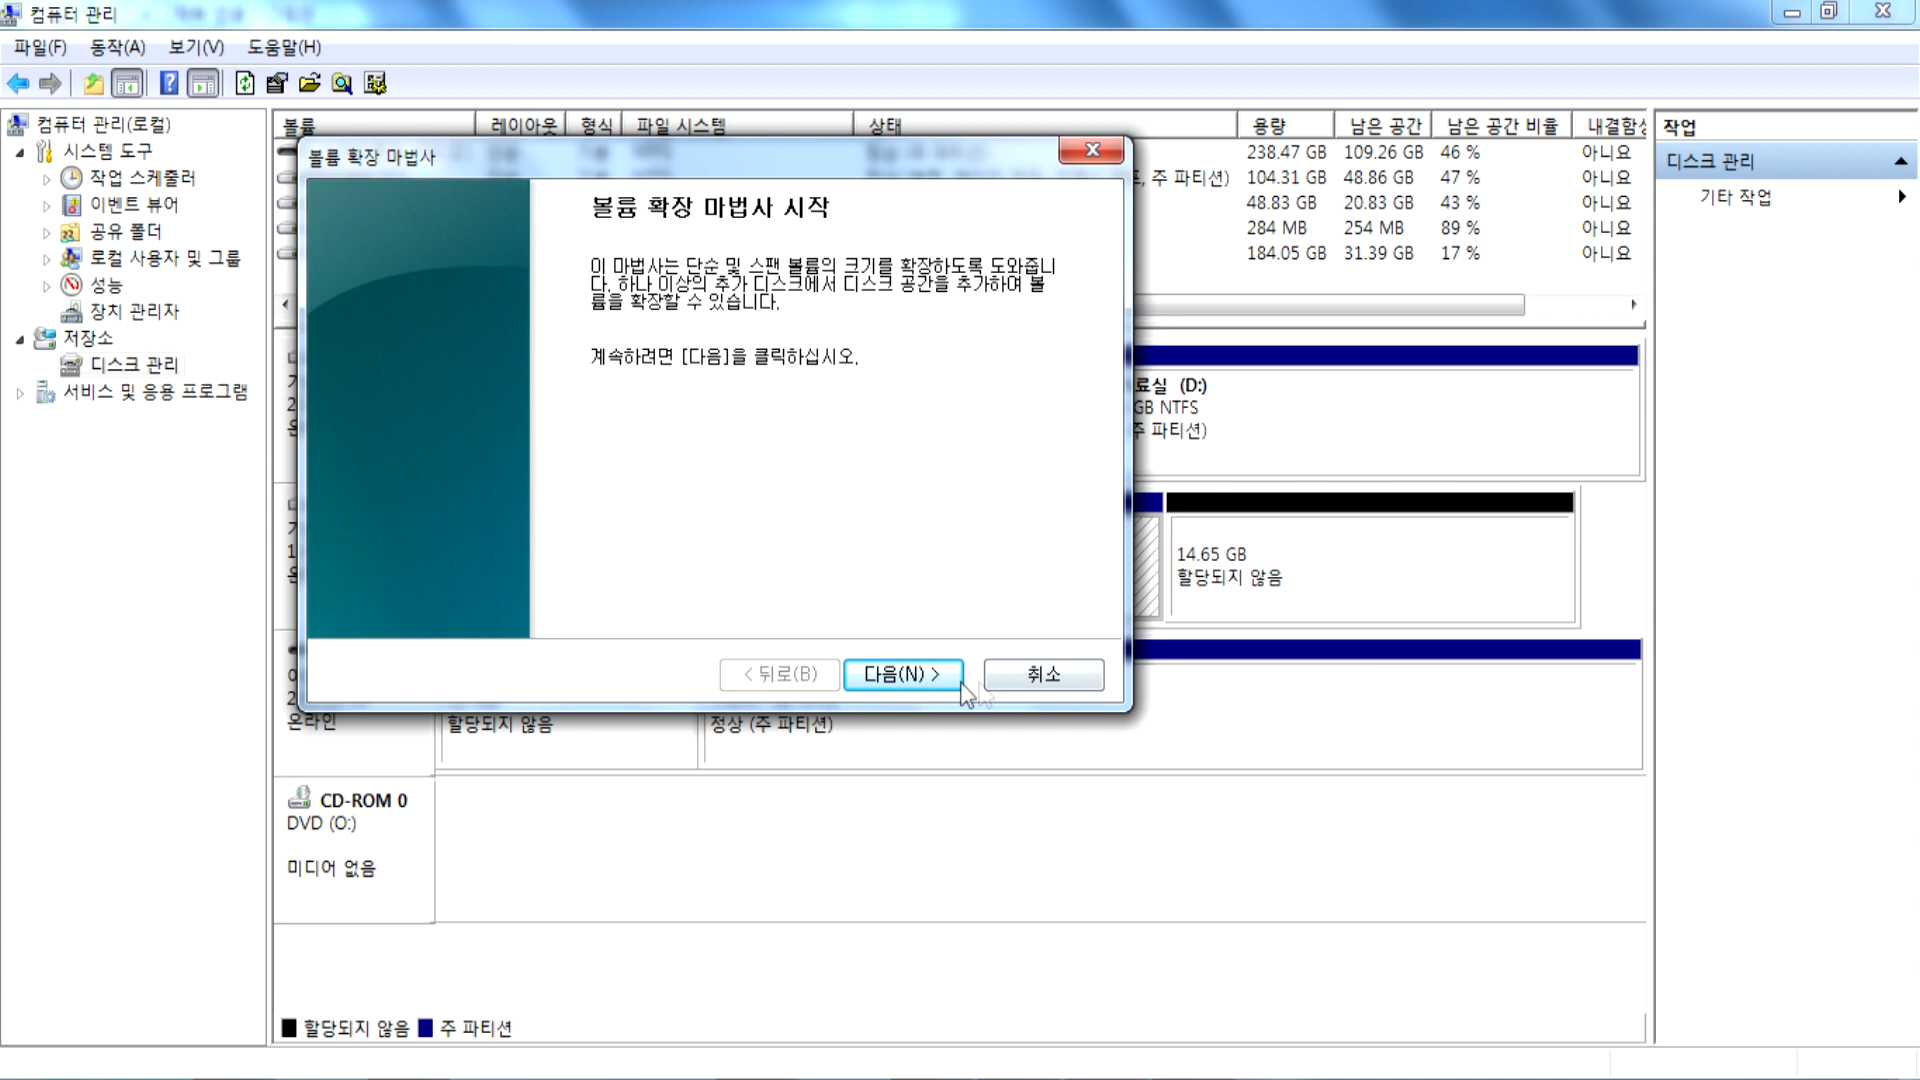 컴퓨터 관리
파일(F) 동작(A) 보기(V) 도움말(H)
컴퓨터 관리(로컬)
시스템 도구
작업 스케줄러
이벤트 뷰어
공유 폴더
로컬 사용자 및 그룹
성능
장치 관리자
저장소
디스크 관리
서비스 및 응용 프로그램
볼륨 레이아웃 형식 파일 시스템 상태 용량 남은 공간 남은 공간 비율 내결함성
238.47 GB 109.26 GB 46 % 아니요
주 파티션) 104.31 GB 48.86 GB 47 % 아니요
48.83 GB 20.83 GB 43 % 아니요
284 MB 254 MB 89 % 아니요
184.05 GB 31.39 GB 17 % 아니요
볼륨 확장 마법사
볼륨 확장 마법사 시작
이 마법사는 단순 및 스팬 볼륨의 크기를 확장하도록 도와줍니
다. 하나 이상의 추가 디스크에서 디스크 공간을 추가하여 볼
륨을 확장할 수 있습니다.
계속하려면 [다음]을 클릭하십시오.
< 뒤로(B) 다음(N) > 취소
료실 (D:)
GB NTFS
주 파티션)
14.65 GB
할당되지 않음
온라인
할당되지 않음
정상 (주 파티션)
CD-ROM 0
DVD (O:)
미디어 없음
할당되지 않음 주 파티션
작업
디스크 관리
기타 작업